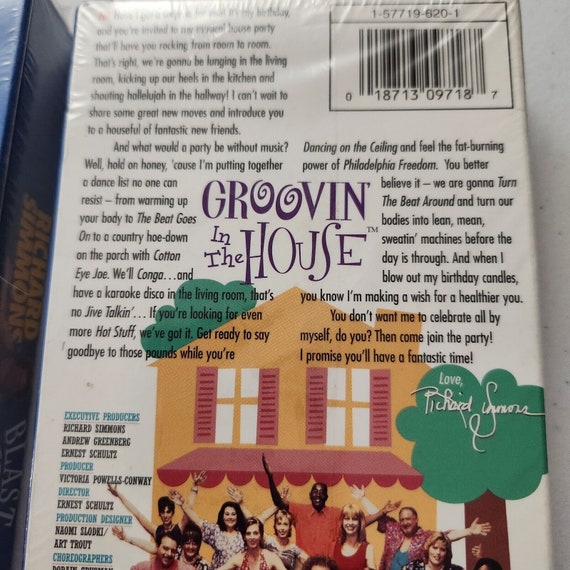 1-57719-620-1
0 18713 09718 7
and you're invited to my musical house party
that'll have you rocking from room to room.
That's right, we're gonna be lunging in the living
room, kicking up our heels in the kitchen and
shouting hallelujah in the hallway! I can't wait to
share some great new moves and introduce you
to a houseful of fantastic new friends.
And what would a party be without music?
Well, hold on honey, 'cause I'm putting together
a dance list no one can
resist – from warming up
your body to The Beat Goes
On to a country hoe-down
on the porch with Cotton
Eye Joe. We'll Conga...and
have a karaoke disco in the living room, that's
no Jive Talkin'... If you're looking for even
more Hot Stuff, we've got it. Get ready to say
goodbye to those pounds while you're
Dancing on the Ceiling and feel the fat-burning
power of Philadelphia Freedom. You better
believe it – we are gonna Turn
The Beat Around and turn our
bodies into lean, mean,
sweatin' machines before the
day is through. And when I
blow out my birthday candles,
you know I'm making a wish for a healthier you.
You don't want me to celebrate all by
myself, do you? Then come join the party!
I promise you'll have a fantastic time!
GROOVIN'
In
The HOUSE™
Love,
Richard Simmons
EXECUTIVE PRODUCERS
RICHARD SIMMONS
ANDREW GREENBERG
ERNEST SCHULTZ
PRODUCER
VICTORIA POWELLS-CONWAY
DIRECTOR
ERNEST SCHULTZ
PRODUCTION DESIGNER
NAOMI SLODKI/
ART TROUT
CHOREOGRAPHERS
RICHARD
SIMMONS
BLAST